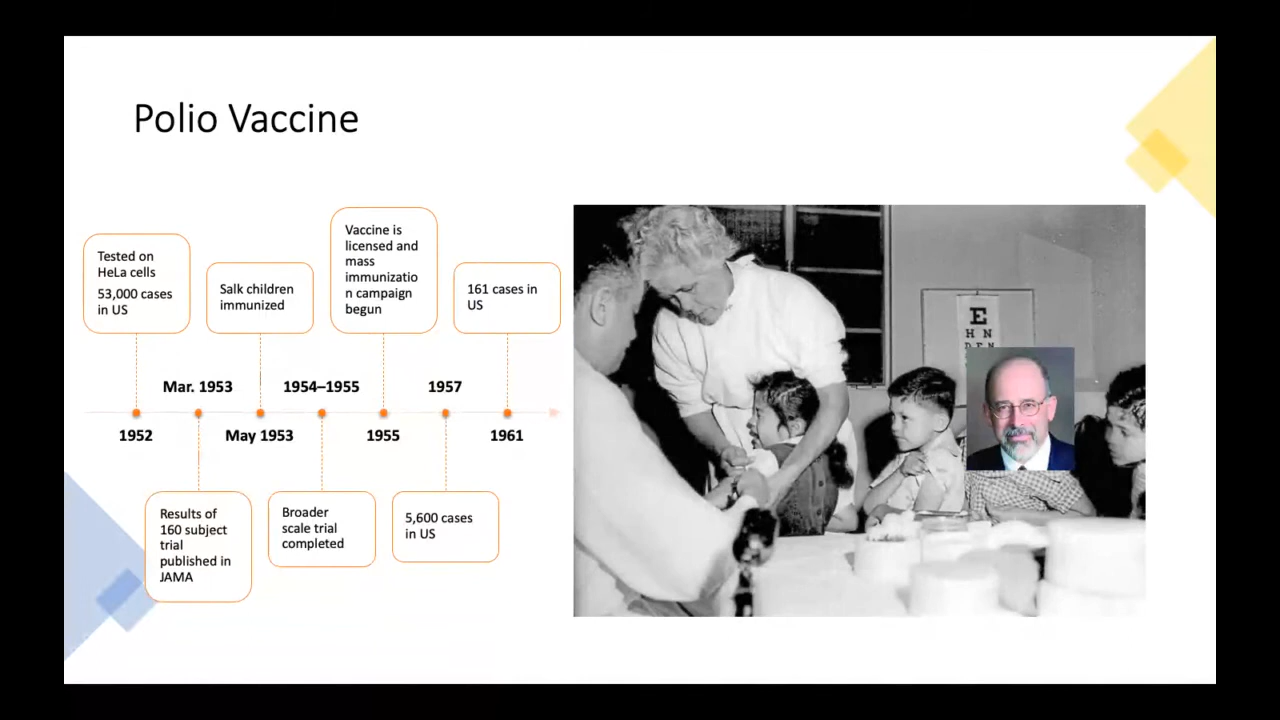 Polio Vaccine
Tested on
HeLa cells
53,000 cases
in US
Salk children
immunized
Vaccine is
licensed and
mass
immunizatio
n campaign
begun
161 cases in
US
Mar. 1953
1954–1955
1957
1952
May 1953
1955
1961
Results of
160 subject
trial
published in
JAMA
Broader
scale trial
completed
5,600 cases
in US
E
H N
D F N